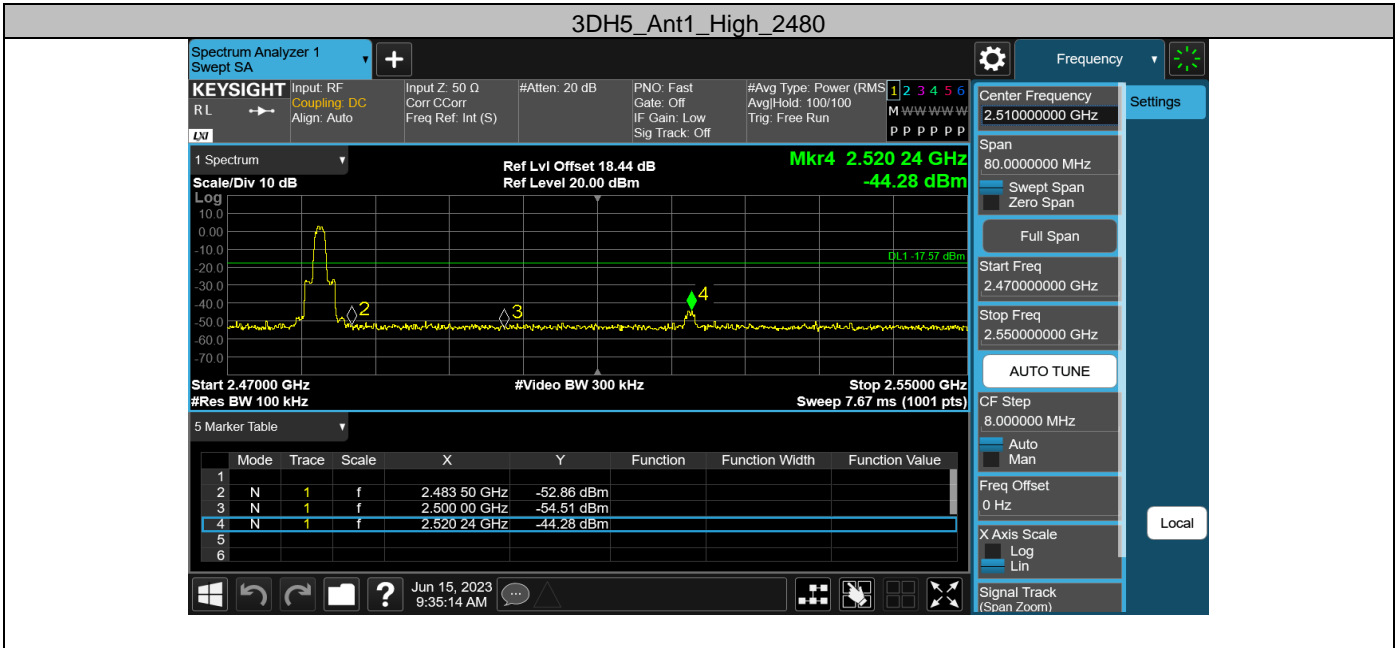 3DH5_Ant1_High_2480
Spectrum Analyzer 1
Swept SA
+
Frequency
KEYSIGHT
RL
LXI
Input: RF
Coupling: DC
Align: Auto
Input Z: 50 Ω
Corr CCorr
Freq Ref: Int (S)
#Atten: 20 dB
PNO: Fast
Gate: Off
IF Gain: Low
Sig Track: Off
#Avg Type: Power (RMS
Avg|Hold: 100/100
Trig: Free Run
1 2 3 4 5 6
M W W W W W
P P P P P P
1 Spectrum
Scale/Div 10 dB
Ref Lvl Offset 18.44 dB
Ref Level 20.00 dBm
Mkr4 2.520 24 GHz
-44.28 dBm
Log
10.0
0.00
-10.0
-20.0
-30.0
-40.0
-50.0
-60.0
-70.0
DL1 -17.57 dBm
2
3
4
Start 2.47000 GHz
#Res BW 100 kHz
#Video BW 300 kHz
Stop 2.55000 GHz
Sweep 7.67 ms (1001 pts)
5 Marker Table
Mode Trace Scale X Y Function Function Width Function Value
1
2 N 1 f 2.483 50 GHz -52.86 dBm
3 N 1 f 2.500 00 GHz -54.51 dBm
4 N 1 f 2.520 24 GHz -44.28 dBm
5
6
?
Jun 15, 2023
9:35:14 AM
Center Frequency
2.510000000 GHz
Settings
Span
80.0000000 MHz
Swept Span
Zero Span
Full Span
Start Freq
2.470000000 GHz
Stop Freq
2.550000000 GHz
AUTO TUNE
CF Step
8.000000 MHz
Auto
Man
Freq Offset
0 Hz
Local
X Axis Scale
Log
Lin
Signal Track
(Span Zoom)